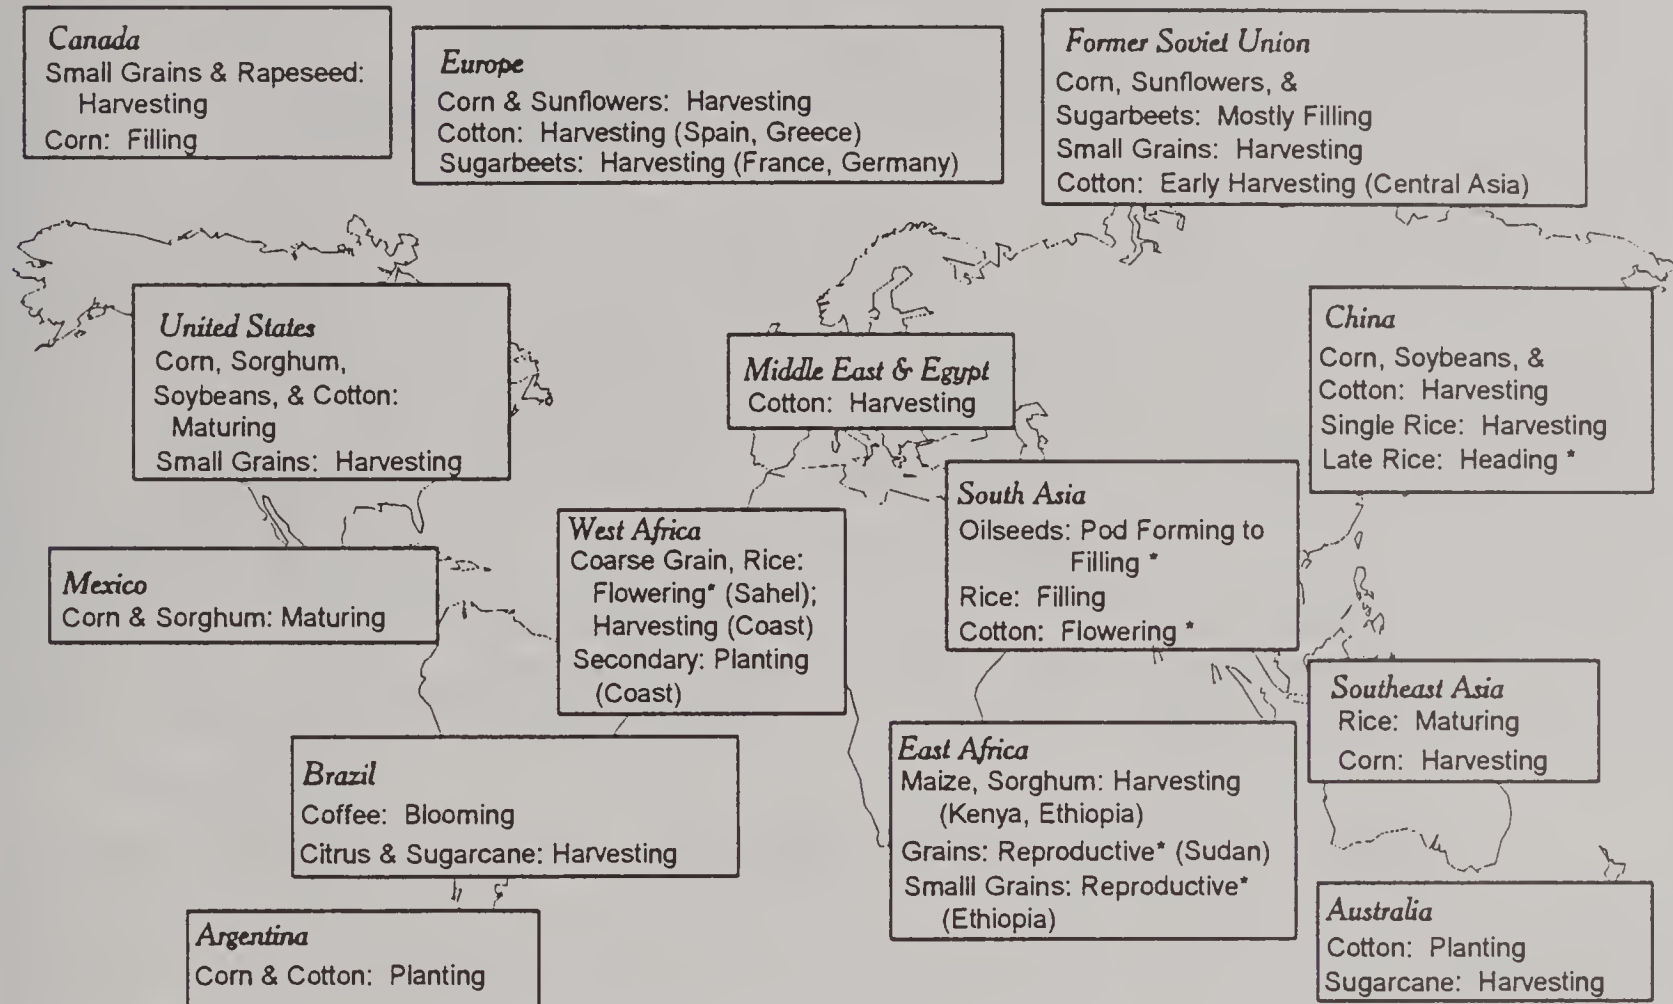 Canada
Small Grains & Rapeseed:
Harvesting
Corn: Filling
Europe
Corn & Sunflowers: Harvesting
Cotton: Harvesting (Spain, Greece)
Sugarbeets: Harvesting (France, Germany)
Former Soviet Union
Corn, Sunflowers, &
Sugarbeets: Mostly Filling
Small Grains: Harvesting
Cotton: Early Harvesting (Central Asia)
United States
Corn, Sorghum,
Soybeans, & Cotton:
Maturing
Small Grains: Harvesting
Middle East & Egypt
Cotton: Harvesting
China
Corn, Soybeans, &
Cotton: Harvesting
Single Rice: Harvesting
Late Rice: Heading *
Mexico
Corn & Sorghum: Maturing
West Africa
Coarse Grain, Rice:
Flowering* (Sahel);
Harvesting (Coast)
Secondary: Planting
(Coast)
South Asia
Oilseeds: Pod Forming to
Filling *
Rice: Filling
Cotton: Flowering *
Southeast Asia
Rice: Maturing
Corn: Harvesting
Brazil
Coffee: Blooming
Citrus & Sugarcane: Harvesting
East Africa
Maize, Sorghum: Harvesting
(Kenya, Ethiopia)
Grains: Reproductive* (Sudan)
Smalll Grains: Reproductive*
(Ethiopia)
Argentina
Corn & Cotton: Planting
Australia
Cotton: Planting
Sugarcane: Harvesting